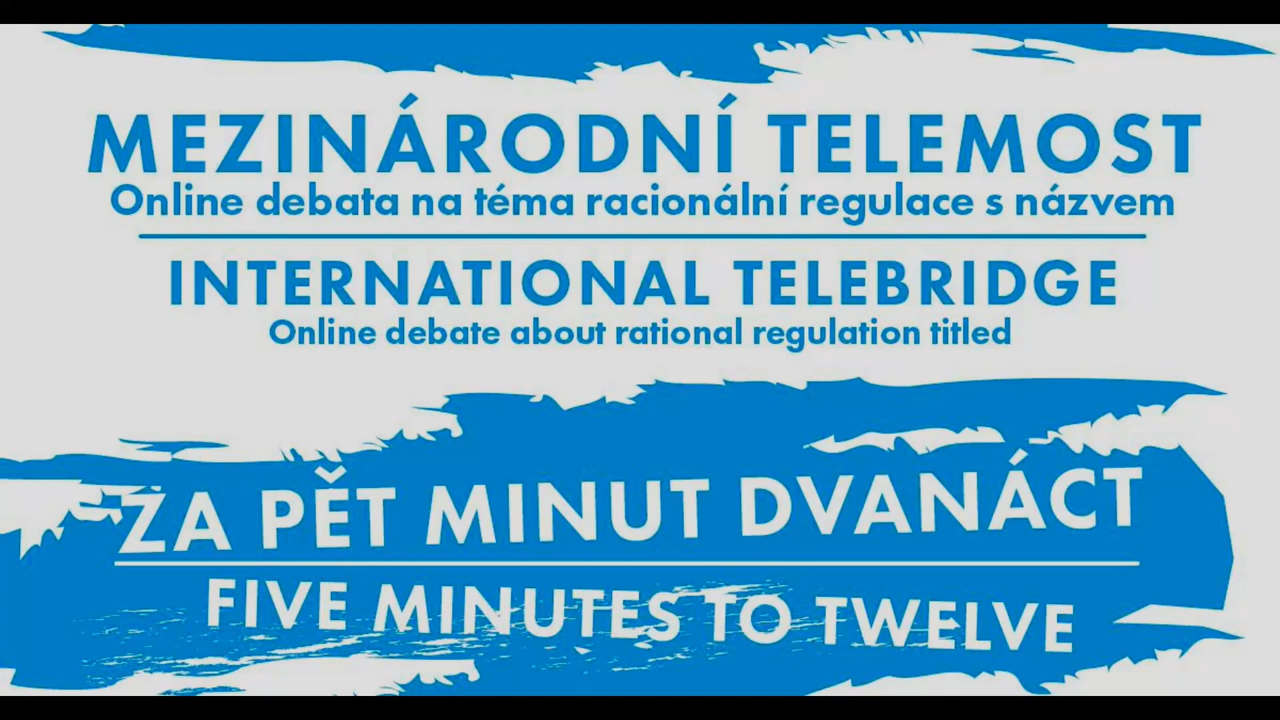 MEZINÁRODNÍ TELEMOST
Online debata na téma racionální regulace s názvem
INTERNATIONAL TELEBRIDGE
Online debate about rational regulation titled
ZA PĚT MINUT DVANÁCT
FIVE MINUTES TO TWELVE